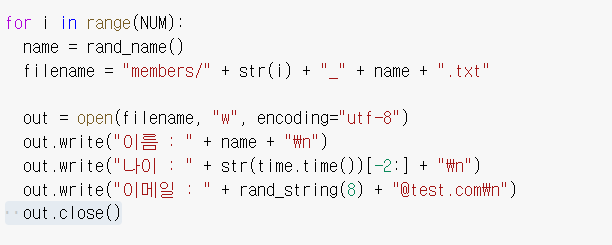 for i in range(NUM):
  name = rand_name()
  filename = "members/" + str(i) + "_" + name + ".txt"
  out = open(filename, "w", encoding="utf-8")
  out.write("이름 : " + name + "₩n")
  out.write("나이 : " + str(time.time())[-2:] + "₩n")
  out.write("이메일 : " + rand_string(8) + "@test.com₩n")
  out.close()